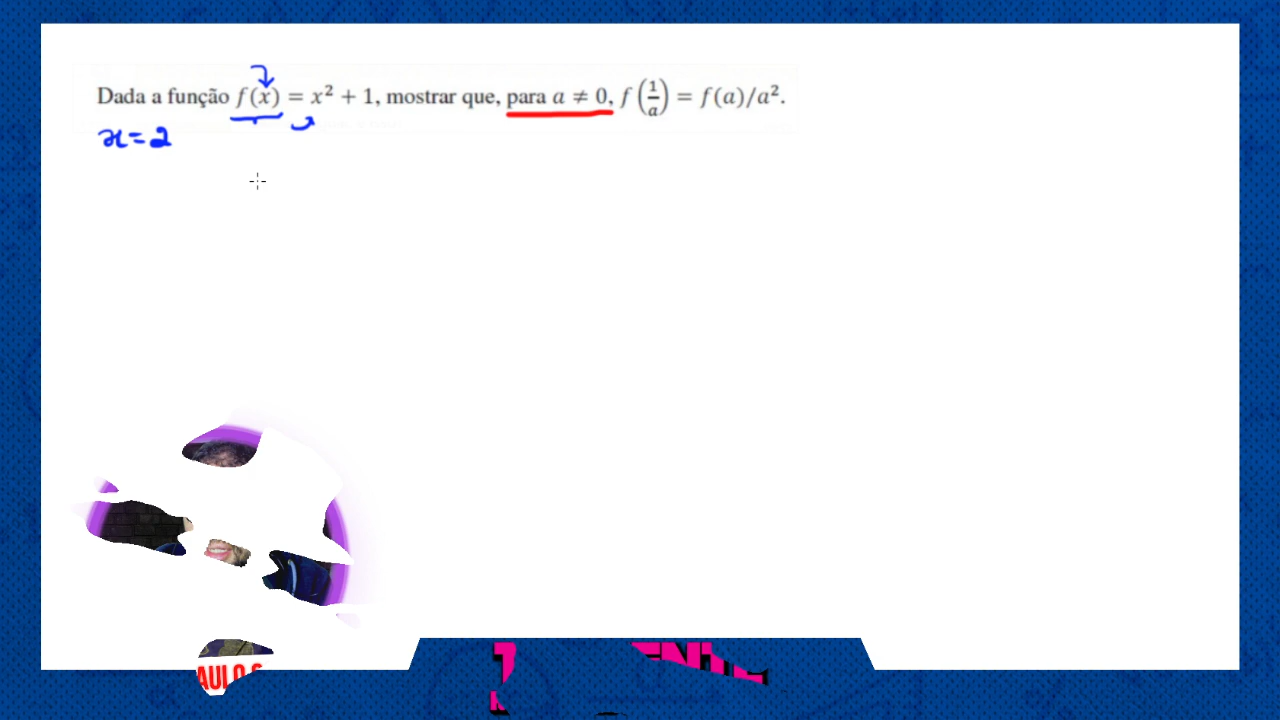 Dada a função f(x) = x² + 1, mostrar que, para a ≠ 0, f(1/a) = f(a)/a².
x=2